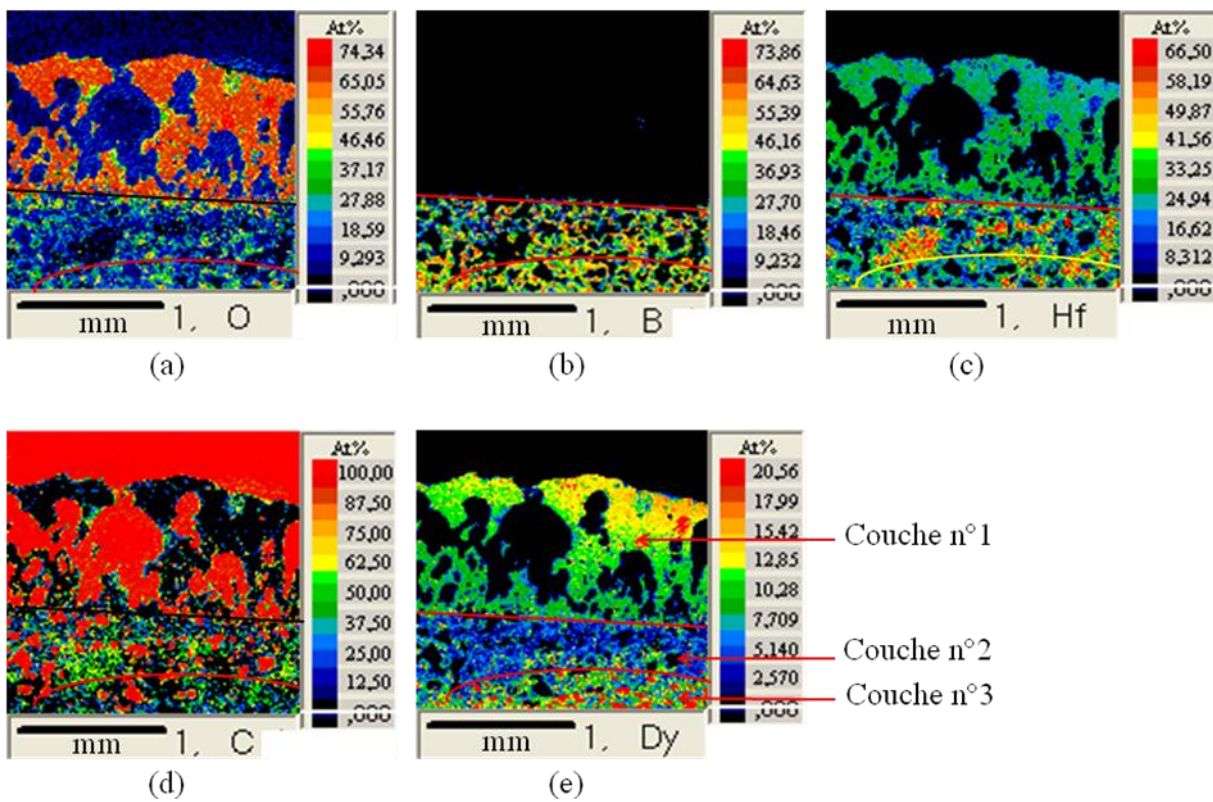 At%
74,34
65,05
55,76
46,46
37,17
27,88
18,59
9,293
,000
mm 1, O
(a)
At%
73,86
64,63
55,39
46,16
36,93
27,70
18,46
9,232
,000
mm 1, B
(b)
At%
66,50
58,19
49,87
41,56
33,25
24,94
16,62
8,312
,000
mm 1, Hf
(c)
At%
100,00
87,50
75,00
62,50
50,00
37,50
25,00
12,50
,000
mm 1, C
(d)
At%
20,56
17,99
15,42
12,85
10,28
7,709
5,140
2,570
,000
mm 1, Dy
(e)
Couche n°1
Couche n°2
Couche n°3